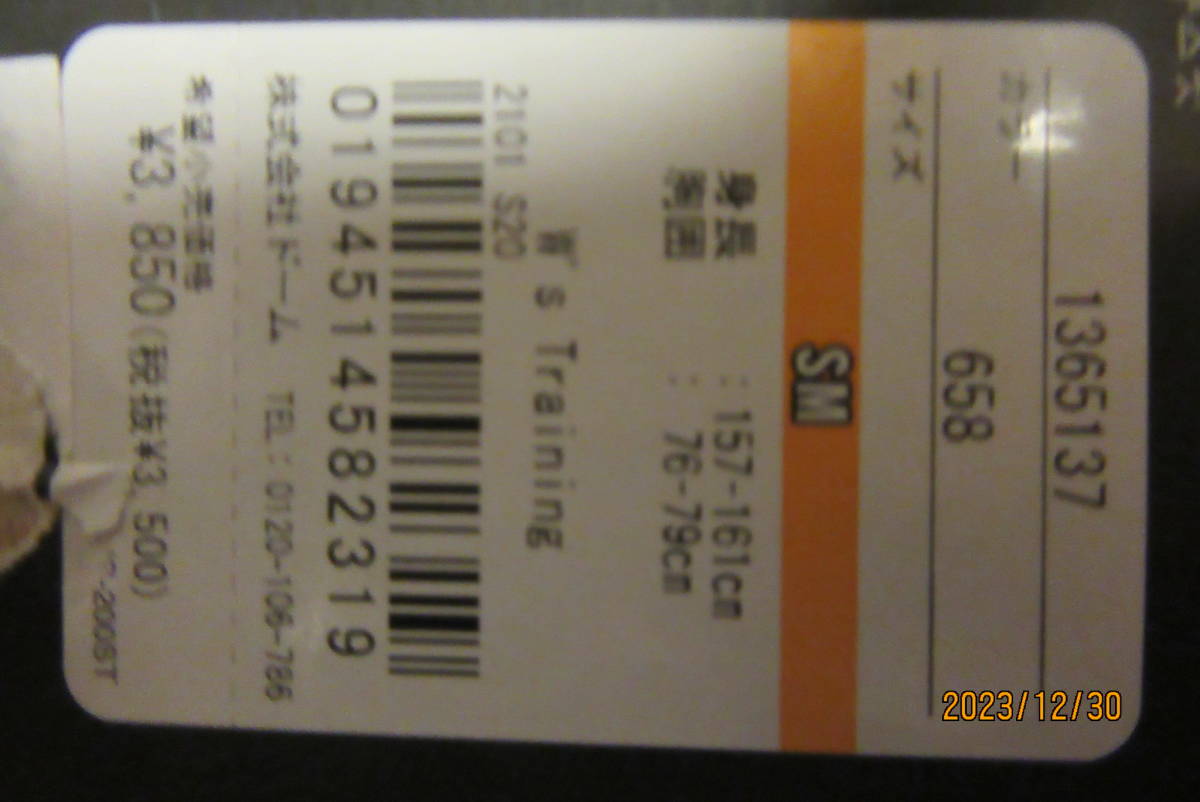 1365137
カラー 658
サイズ
SM
身長 : 157-161cm
胸囲 : 76-79cm
W's Training
2101 S20
0194514582319
株式会社ドーム TEL:0120-106-786
希望小売価格
¥3,850(税抜¥3,500)
-200ST
2023/12/30